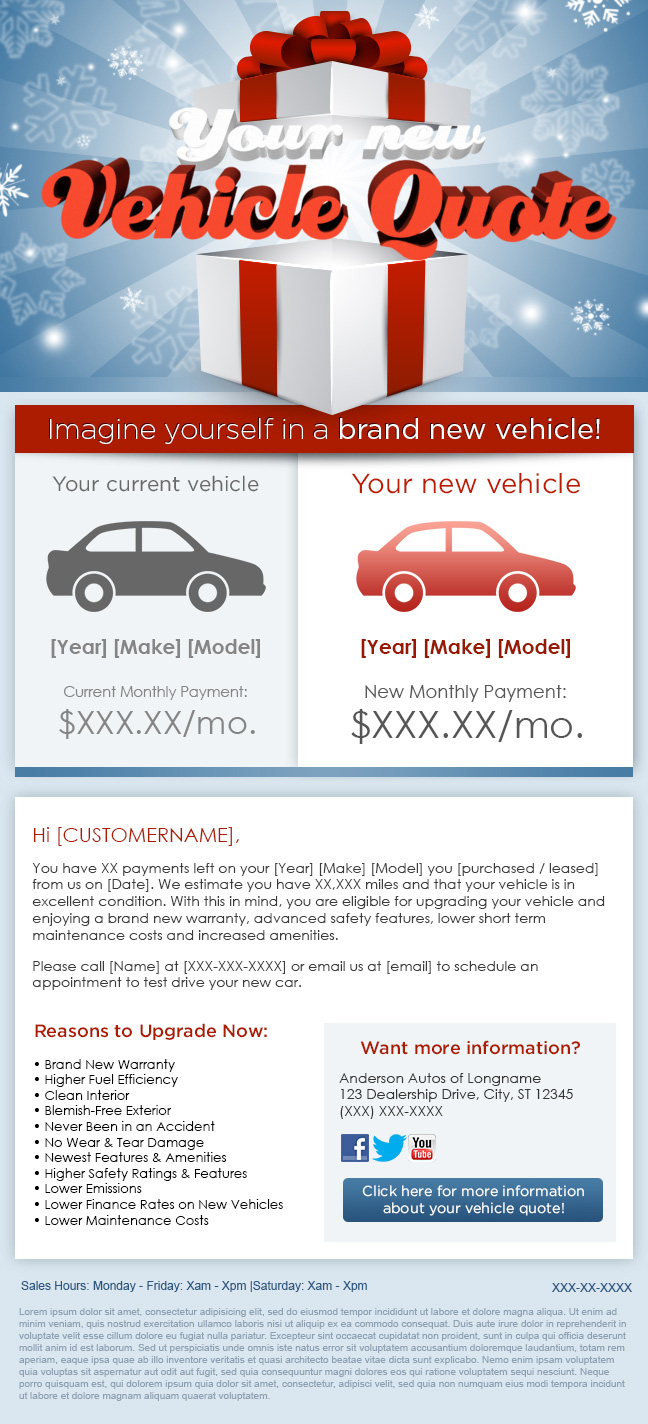 Your new
Vehicle Quote
Imagine yourself in a brand new vehicle!
Your current vehicle
[Year] [Make] [Model]
Current Monthly Payment:
$XXX.XX/mo.
Your new vehicle
[Year] [Make] [Model]
New Monthly Payment:
$XXX.XX/mo.
Hi [CUSTOMERNAME],
You have XX payments left on your [Year] [Make] [Model] you [purchased / leased]
from us on [Date]. We estimate you have XX,XXX miles and that your vehicle is in
excellent condition. With this in mind, you are eligible for upgrading your vehicle and
enjoying a brand new warranty, advanced safety features, lower short term
maintenance costs and increased amenities.
Please call [Name] at [XXX-XXX-XXXX] or email us at [email] to schedule an
appointment to test drive your new car.
Reasons to Upgrade Now:
• Brand New Warranty
• Higher Fuel Efficiency
• Clean Interior
• Blemish-Free Exterior
• Never Been in an Accident
• No Wear & Tear Damage
• Newest Features & Amenities
• Higher Safety Ratings & Features
• Lower Emissions
• Lower Finance Rates on New Vehicles
• Lower Maintenance Costs
Want more information?
Anderson Autos of Longname
123 Dealership Drive, City, ST 12345
(XXX) XXX-XXXX
f
You
Tube
Click here for more information
about your vehicle quote!
Sales Hours: Monday - Friday: Xam - Xpm |Saturday: Xam - Xpm
XXX-XX-XXXX
Lorem ipsum dolor sit amet, consectetur adipisicing elit, sed do eiusmod tempor incididunt ut labore et dolore magna aliqua. Ut enim ad
minim veniam, quis nostrud exercitation ullamco laboris nisi ut aliquip ex ea commodo consequat. Duis aute irure dolor in reprehenderit in
voluptate velit esse cillum dolore eu fugiat nulla pariatur. Excepteur sint occaecat cupidatat non proident, sunt in culpa qui officia deserunt
mollit anim id est laborum. Sed ut perspiciatis unde omnis iste natus error sit voluptatem accusantium doloremque laudantium, totam rem
aperiam, eaque ipsa quae ab illo inventore veritatis et quasi architecto beatae vitae dicta sunt explicabo. Nemo enim ipsam voluptatem
quia voluptas sit aspernatur aut odit aut fugit, sed quia consequuntur magni dolores eos qui ratione voluptatem sequi nesciunt. Neque
porro quisquam est, qui dolorem ipsum quia dolor sit amet, consectetur, adipisci velit, sed quia non numquam eius modi tempora incidunt
ut labore et dolore magnam aliquam quaerat voluptatem.